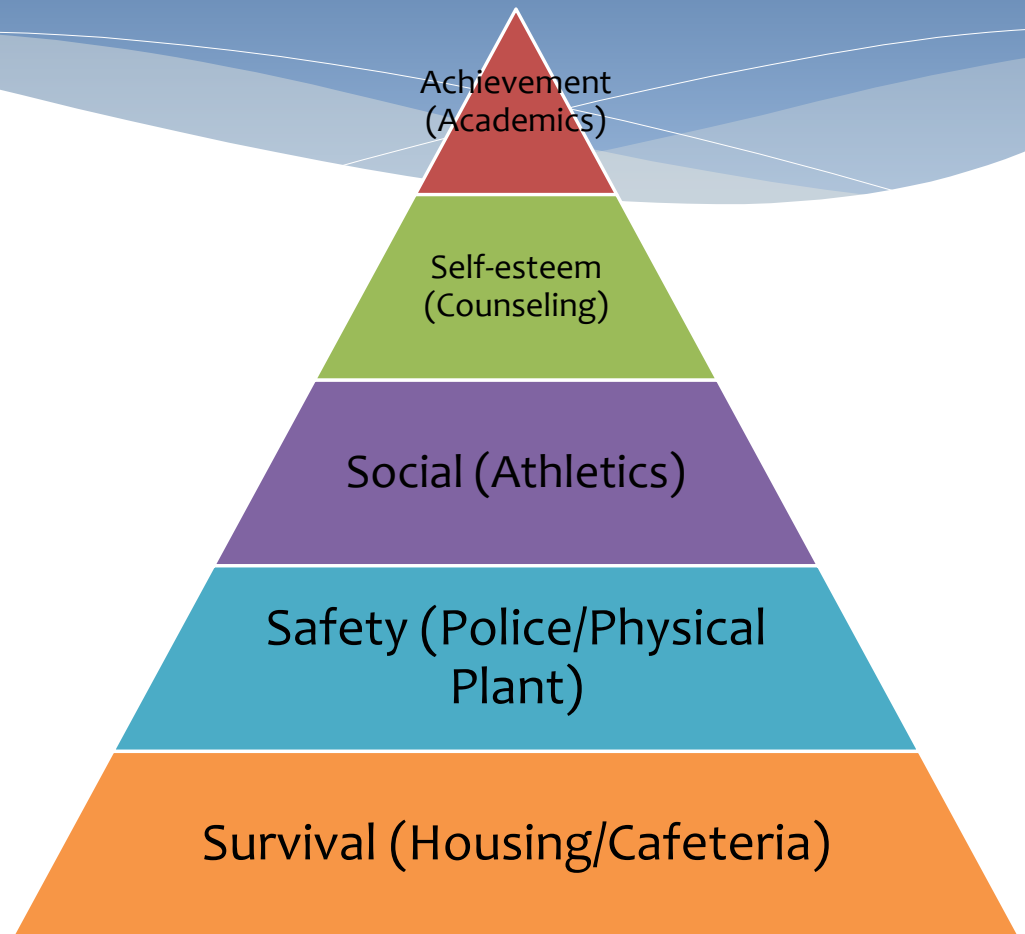 Achievement
(Academics)
Self-esteem
(Counseling)
Social (Athletics)
Safety (Police/Physical
Plant)
Survival (Housing/Cafeteria)